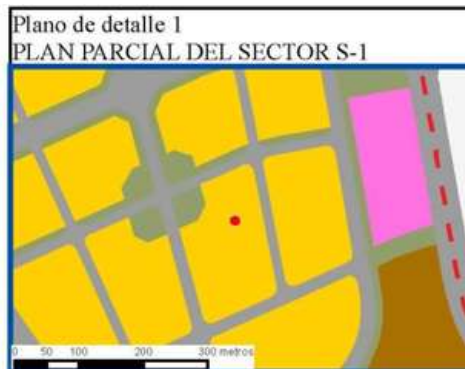 Plano de detalle 1
PLAN PARCIAL DEL SECTOR S-1
0 50 100 200 300 metros